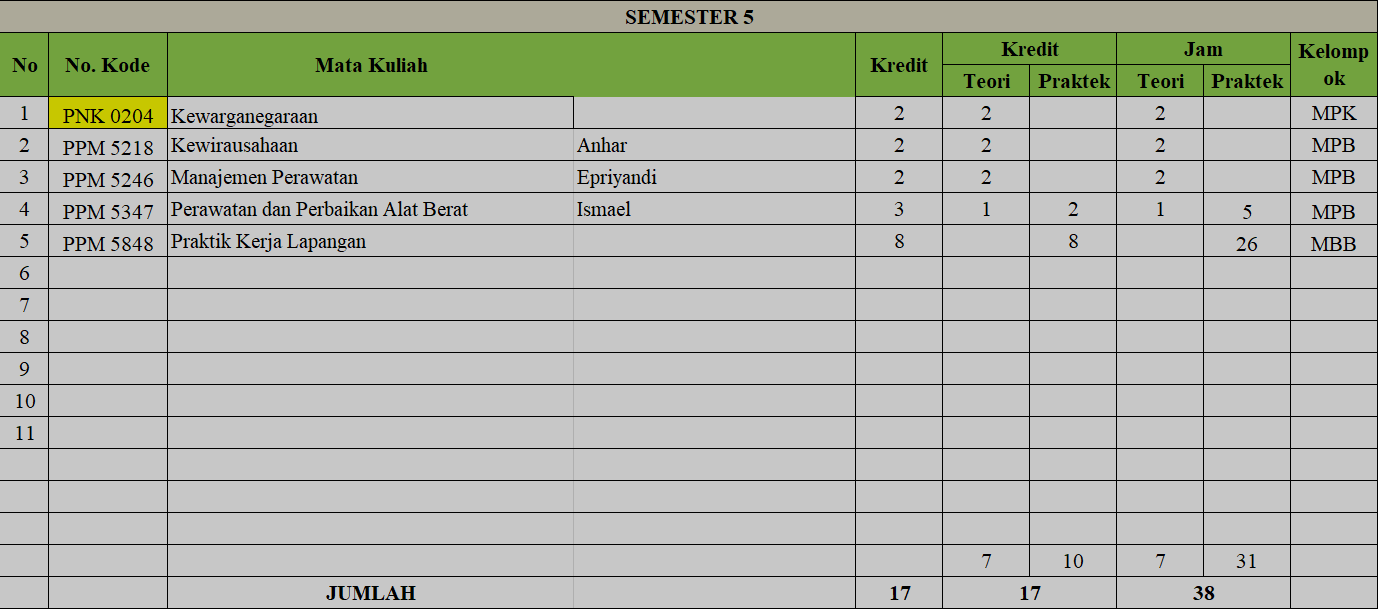 SEMESTER 5
No No. Kode Mata Kuliah Kredit Kredit Jam Kelomp
ok
Teori Praktek Teori Praktek
1 PNK 0204 Kewarganegaraan 2 2 2 MPK
2 PPM 5218 Kewirausahaan Anhar 2 2 2 MPB
3 PPM 5246 Manajemen Perawatan Epriyandi 2 2 2 MPB
4 PPM 5347 Perawatan dan Perbaikan Alat Berat Ismael 3 1 2 1 5 MPB
5 PPM 5848 Praktik Kerja Lapangan 8 8 26 MBB
6
7
8
9
10
11
7 10 7 31
JUMLAH 17 17 38